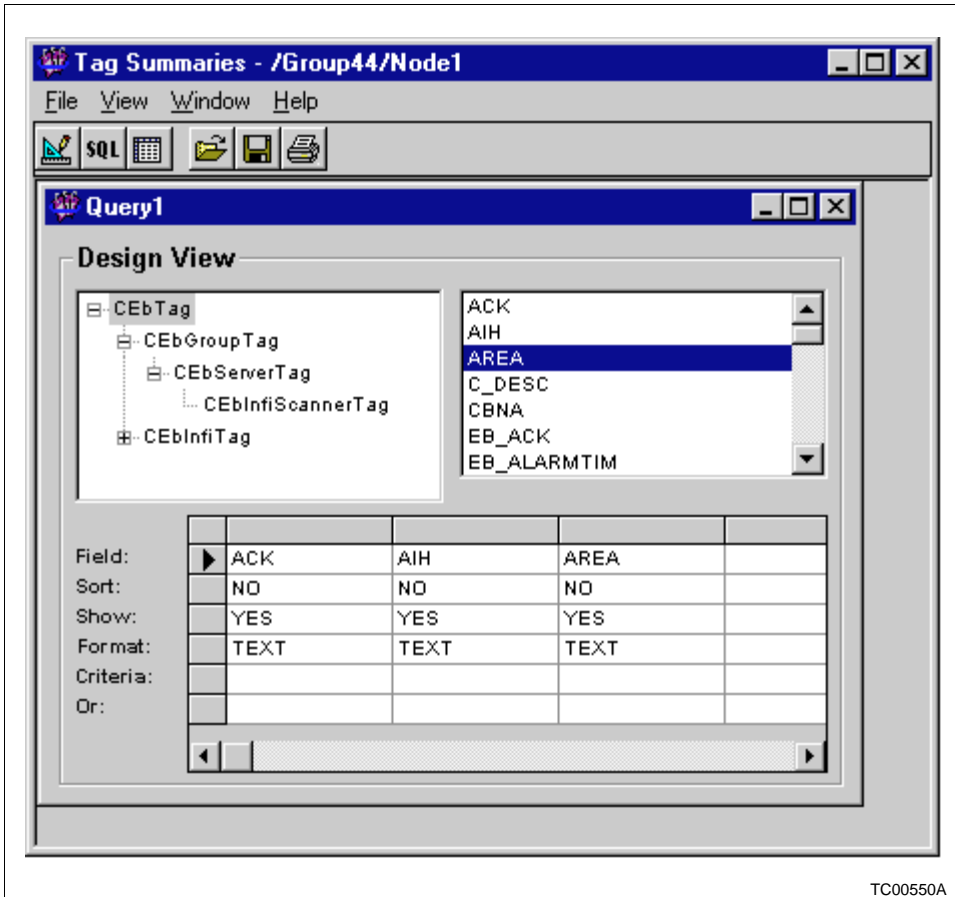 Tag Summaries - /Group44/Node1
File View Window Help
SQL
Query1
Design View
CEbTag
CEbGroupTag
CEbServerTag
CEbInfiScannerTag
CEbInfiTag
ACK
AIH
AREA
C_DESC
CBNA
EB_ACK
EB_ALARMTIM
Field: ACK AIH AREA
Sort: NO NO NO
Show: YES YES YES
Format: TEXT TEXT TEXT
Criteria:
Or:
TC00550A